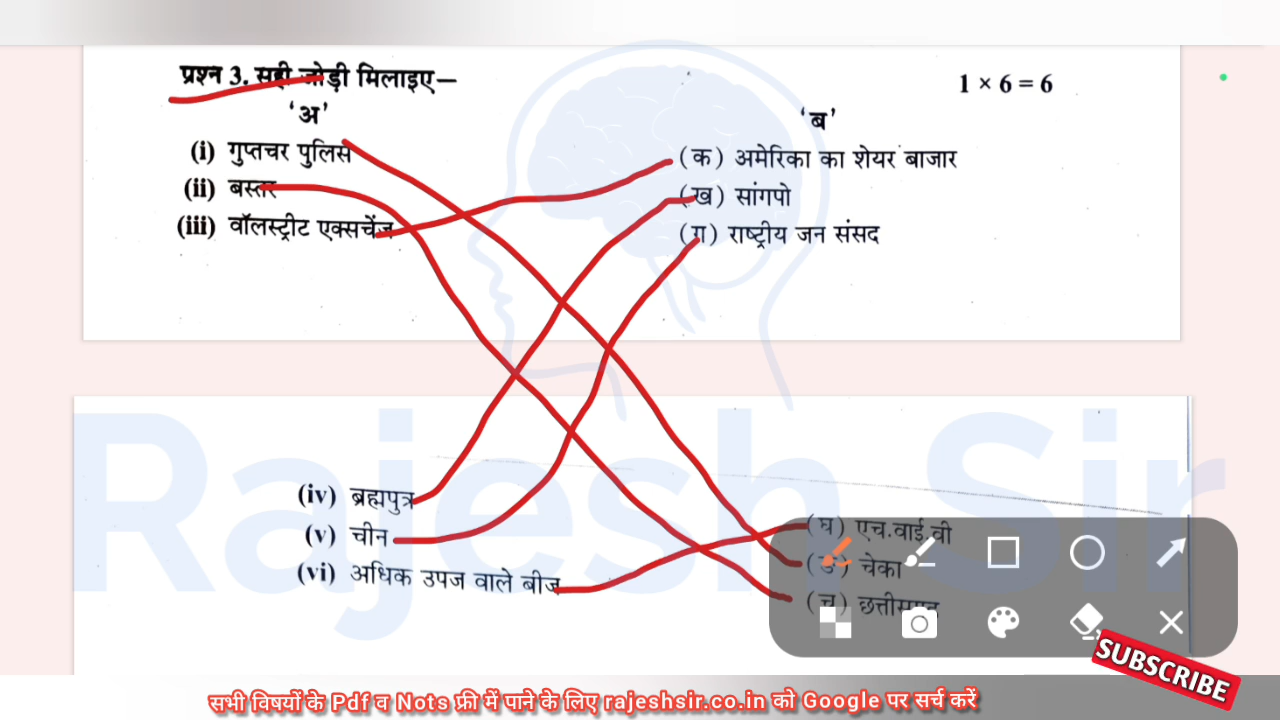 प्रश्न 3. सही जोड़ी मिलाइए—
1 × 6 = 6
‘अ’
‘ब’
(i) गुप्तचर पुलिस
(क) अमेरिका का शेयर बाजार
(ii) बस्तर
(ख) सांगपो
(iii) वॉलस्ट्रीट एक्सचेंज
(ग) राष्ट्रीय जन संसद
Rajesh Sir
(iv) ब्रह्मपुत्र
(घ) एच.वाई.वी
(v) चीन
(ङ) चेका
(vi) अधिक उपज वाले बीज
(च) छत्तीसगढ़
SUBSCRIBE
सभी विषयों के Pdf व Nots फ्री में पाने के लिए rajeshsir.co.in को Google पर सर्च करें